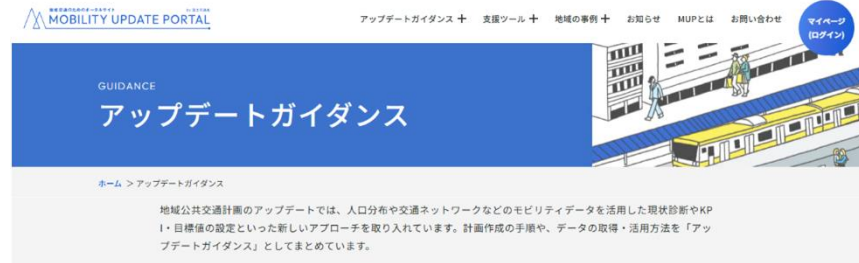 地域交通のためのポータルサイト by 国土交通省
MOBILITY UPDATE PORTAL
アップデートガイダンス ＋ 支援ツール ＋ 地域の事例 ＋ お知らせ MUPとは お問い合わせ
マイページ
(ログイン)
GUIDANCE
アップデートガイダンス
ホーム ＞アップデートガイダンス
地域公共交通計画のアップデートでは、人口分布や交通ネットワークなどのモビリティデータを活用した現状診断やKP
I・目標値の設定といった新しいアプローチを取り入れています。計画作成の手順や、データの取得・活用方法を「アッ
プデートガイダンス」としてまとめています。